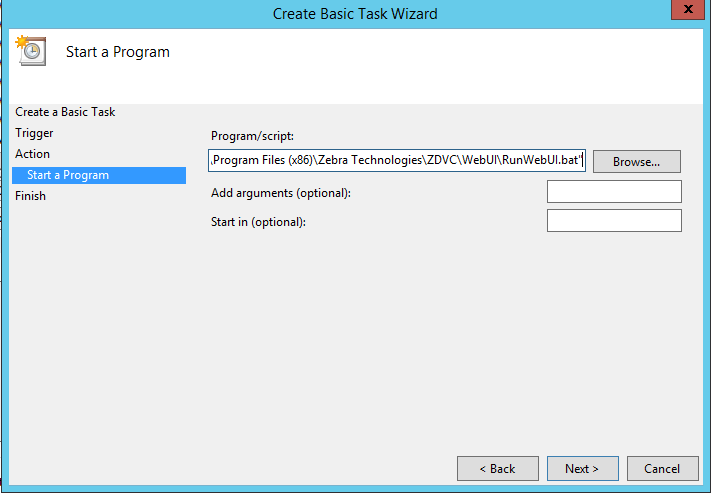 Create Basic Task Wizard
x
Start a Program
Create a Basic Task
Trigger
Action
Start a Program
Finish
Program/script:
\Program Files (x86)\Zebra Technologies\ZDVC\WebUI\RunWebUI.bat"
Browse...
Add arguments (optional):
Start in (optional):
< Back
Next >
Cancel